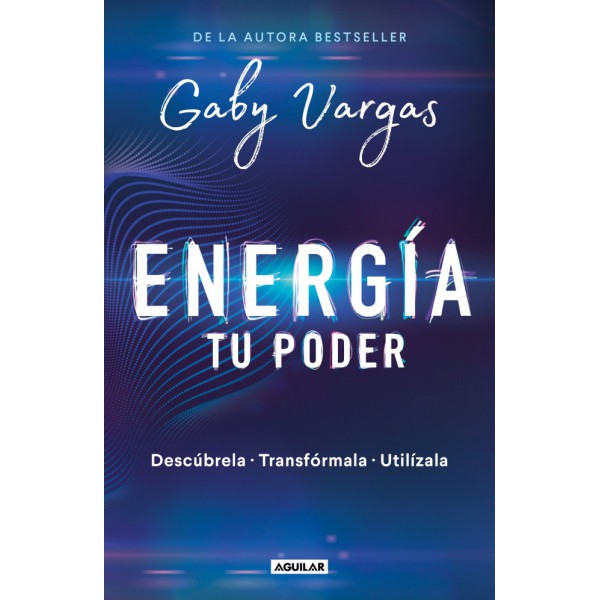 DE LA AUTORA BESTSELLER
Gaby Vargas
ENERGÍA
TU PODER
Descúbrela · Transfórmala · Utilízala
AGUILAR